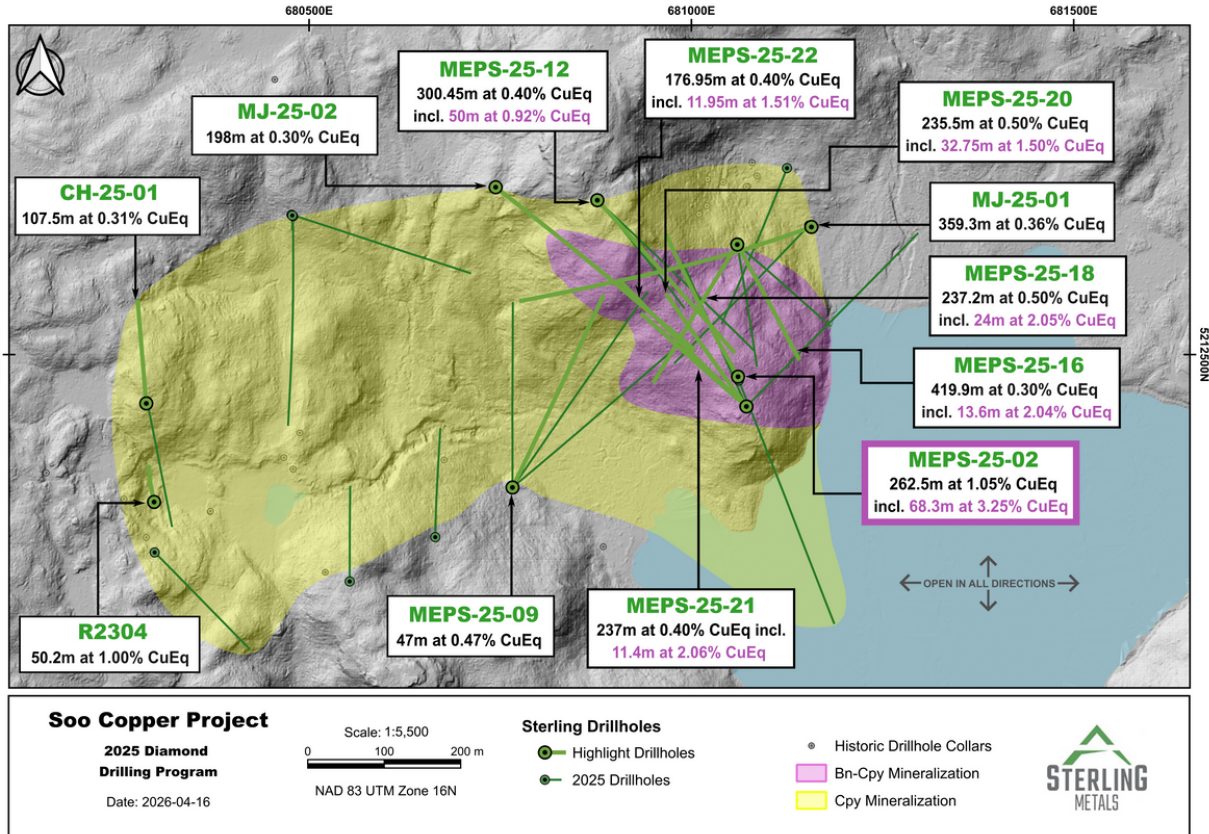 680500E
681000E
681500E
MEPS-25-12
300.45m at 0.40% CuEq
incl. 50m at 0.92% CuEq
MEPS-25-22
176.95m at 0.40% CuEq
incl. 11.95m at 1.51% CuEq
MEPS-25-20
235.5m at 0.50% CuEq
incl. 32.75m at 1.50% CuEq
MJ-25-02
198m at 0.30% CuEq
CH-25-01
107.5m at 0.31% CuEq
MJ-25-01
359.3m at 0.36% CuEq
MEPS-25-18
237.2m at 0.50% CuEq
incl. 24m at 2.05% CuEq
5212500N
MEPS-25-16
419.9m at 0.30% CuEq
incl. 13.6m at 2.04% CuEq
MEPS-25-02
262.5m at 1.05% CuEq
incl. 68.3m at 3.25% CuEq
OPEN IN ALL DIRECTIONS
R2304
50.2m at 1.00% CuEq
MEPS-25-09
47m at 0.47% CuEq
MEPS-25-21
237m at 0.40% CuEq incl.
11.4m at 2.06% CuEq
Soo Copper Project
2025 Diamond
Drilling Program
Date: 2026-04-16
Scale: 1:5,500
0 100 200 m
NAD 83 UTM Zone 16N
Sterling Drillholes
Highlight Drillholes
2025 Drillholes
Historic Drillhole Collars
Bn-Cpy Mineralization
Cpy Mineralization
STERLING
METALS